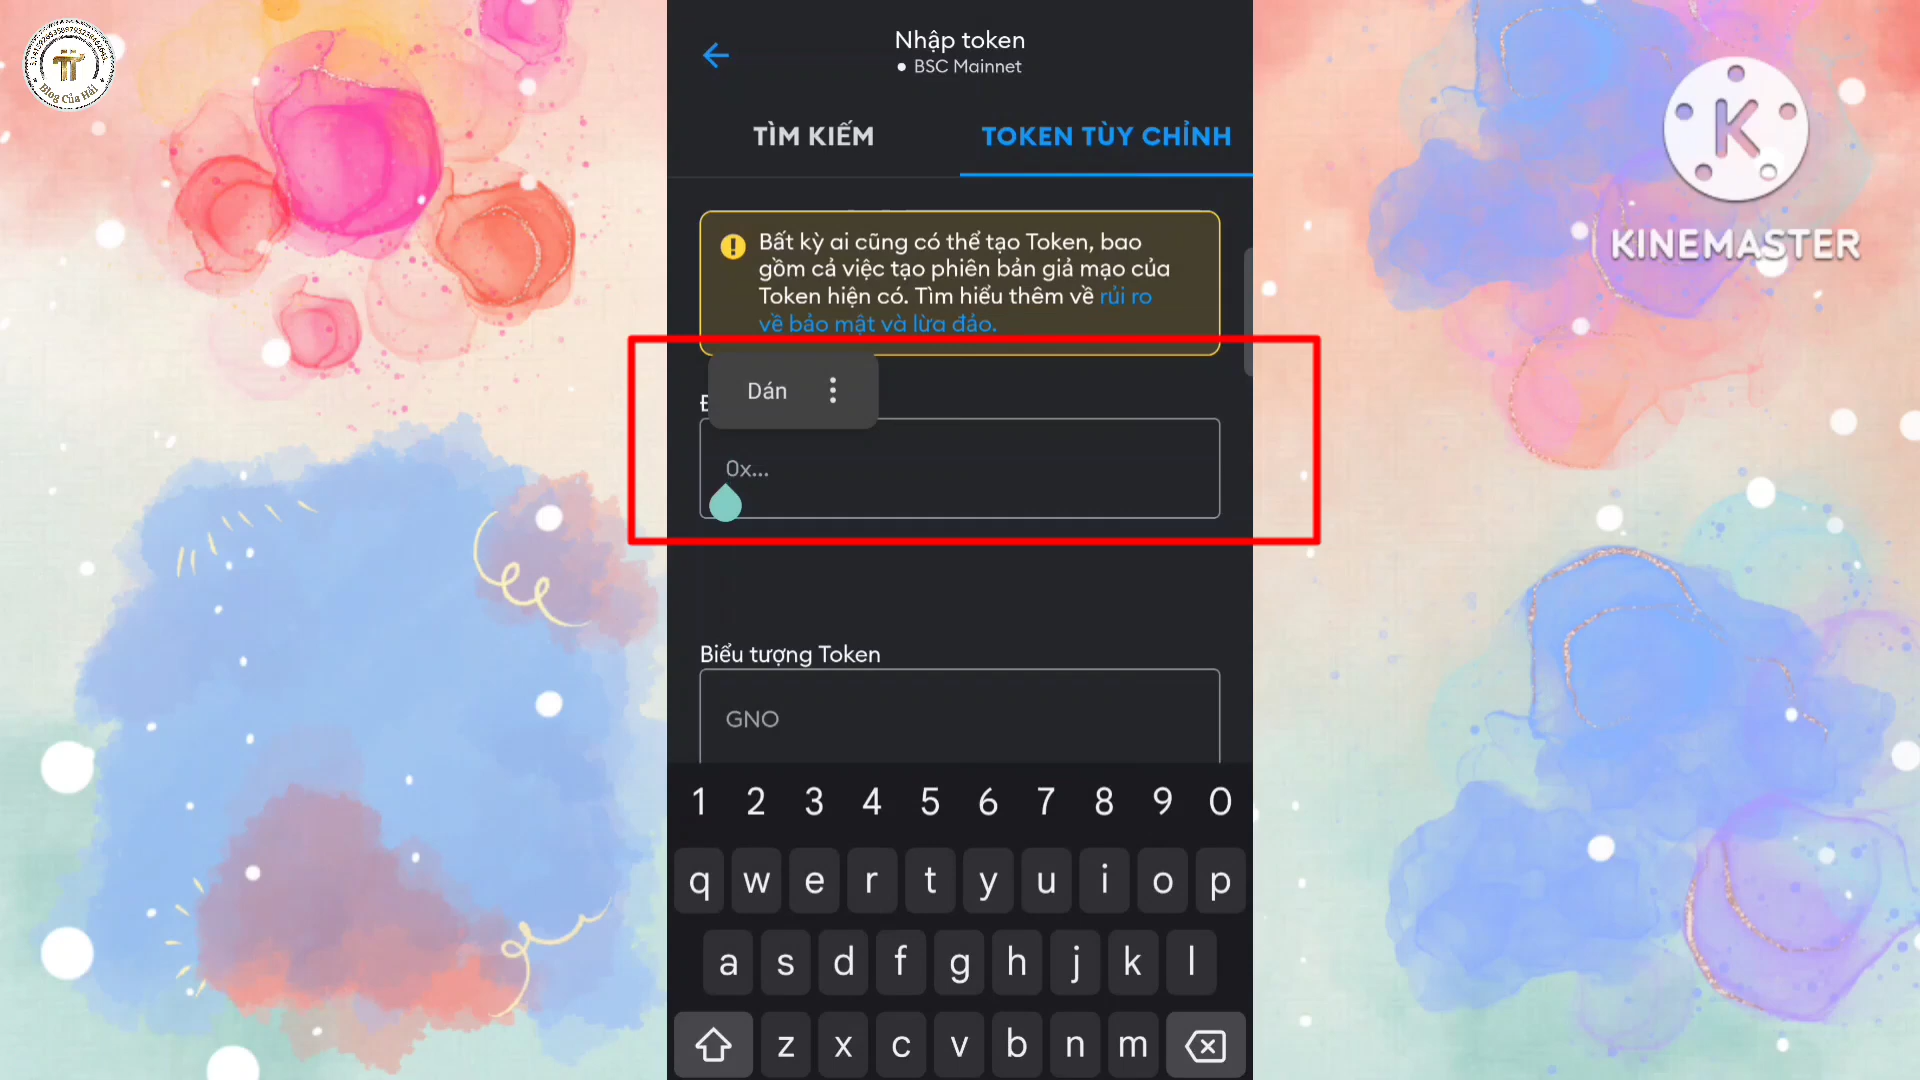 Blog Của Hải
KINEMASTER
Nhập token
BSC Mainnet
TÌM KIẾM
TOKEN TÙY CHỈNH
Bất kỳ ai cũng có thể tạo Token, bao
gồm cả việc tạo phiên bản giả mạo của
Token hiện có. Tìm hiểu thêm về rủi ro
về bảo mật và lừa đảo.
Dán
0x...
Biểu tượng Token
GNO
1 2 3 4 5 6 7 8 9 0
q w e r t y u i o p
a s d f g h j k l
z x c v b n m